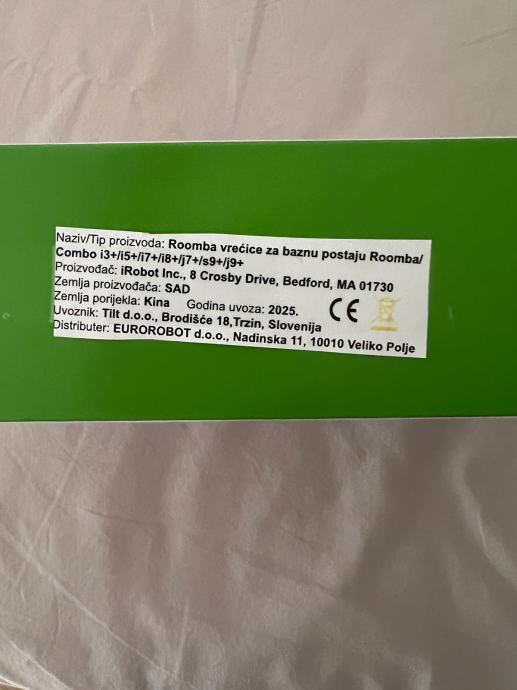 Naziv/Tip proizvoda: Roomba vrećice za baznu postaju Roomba/
Combo i3+/i5+/i7+/i8+/j7+/s9+/j9+
Proizvođač: iRobot Inc., 8 Crosby Drive, Bedford, MA 01730
Zemlja proizvođača: SAD
Zemlja porijekla: Kina Godina uvoza: 2025. CE
Uvoznik: Tilt d.o.o., Brodišće 18,Trzin, Slovenija
Distributer: EUROROBOT d.o.o., Nadinska 11, 10010 Veliko Polje